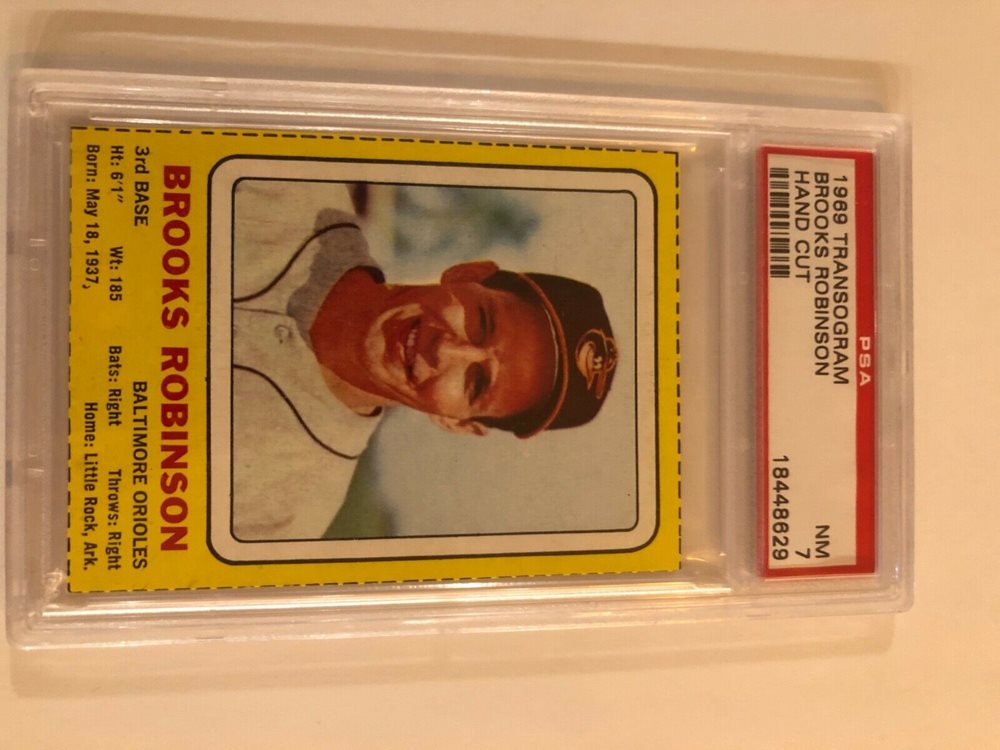 PSA
1969 TRANSOGRAM
BROOKS ROBINSON NM
HAND CUT 7
18448629
BROOKS ROBINSON
3rd BASE BALTIMORE ORIOLES
Ht: 6'1" Wt: 185 Bats: Right Throws: Right
Born: May 18, 1937, Home: Little Rock, Ark.